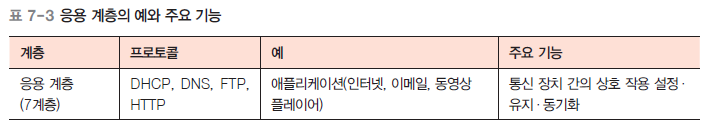 표 7-3 응용 계층의 예와 주요 기능
계층 프로토콜 예 주요 기능
응용 계층 DHCP, DNS, FTP, 애플리케이션(인터넷, 이메일, 동영상 통신 장치 간의 상호 작용 설정·
(7계층) HTTP 플레이어) 유지·동기화